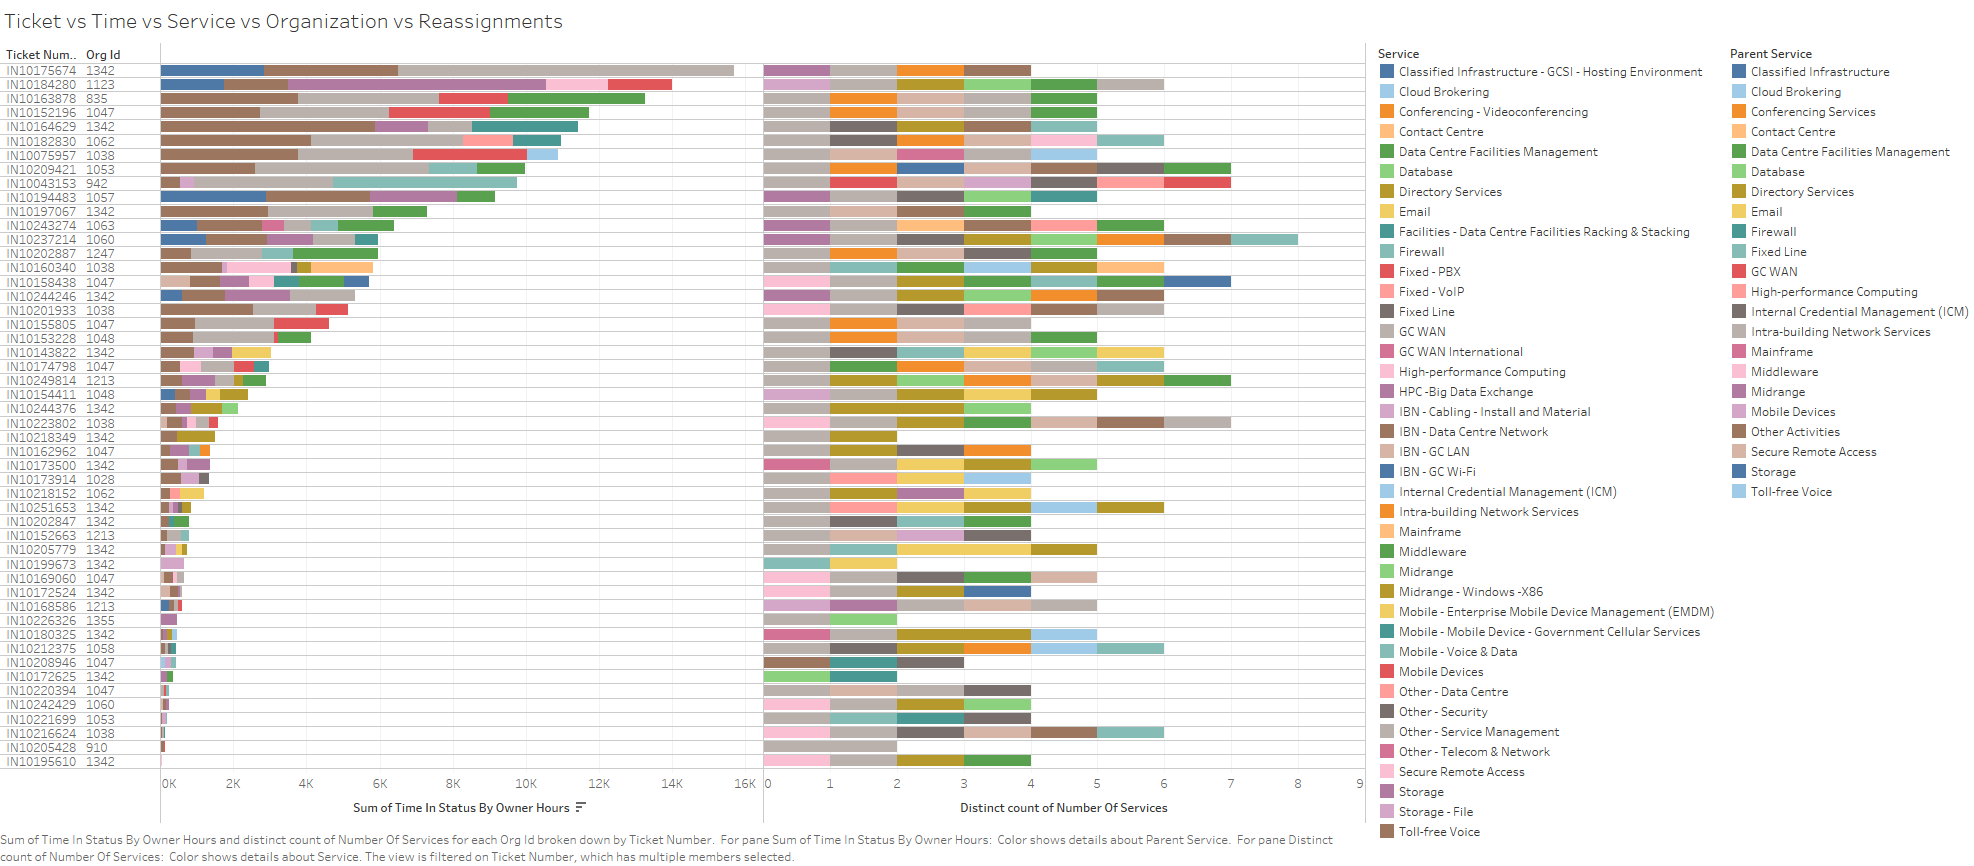 Ticket vs Time vs Service vs Organization vs Reassignments
Ticket Num.. Org Id
IN10175674 1342
IN10184280 1123
IN10163878 835
IN10152196 1047
IN10164629 1342
IN10182830 1062
IN10075957 1038
IN10209421 1053
IN10043153 942
IN10194483 1057
IN10197067 1342
IN10243274 1063
IN10237214 1060
IN10202887 1247
IN10160340 1038
IN10158438 1047
IN10244246 1342
IN10201933 1038
IN10155805 1047
IN10153228 1048
IN10143822 1342
IN10174798 1047
IN10249814 1213
IN10154411 1048
IN10244376 1342
IN10223802 1038
IN10218349 1342
IN10162962 1047
IN10173500 1342
IN10173914 1028
IN10218152 1062
IN10251653 1342
IN10202847 1342
IN10152663 1213
IN10205779 1342
IN10199673 1342
IN10169060 1047
IN10172524 1342
IN10168586 1213
IN10226326 1355
IN10180325 1342
IN10212375 1058
IN10208946 1047
IN10172625 1342
IN10220394 1047
IN10242429 1060
IN10221699 1053
IN10216624 1038
IN10205428 910
IN10195610 1342
0K 2K 4K 6K 8K 10K 12K 14K 16K
Sum of Time In Status By Owner Hours
0 1 2 3 4 5 6 7 8 9
Distinct count of Number Of Services
Service
Classified Infrastructure - GCSI - Hosting Environment
Cloud Brokering
Conferencing - Videoconferencing
Contact Centre
Data Centre Facilities Management
Database
Directory Services
Email
Facilities - Data Centre Facilities Racking & Stacking
Firewall
Fixed - PBX
Fixed - VoIP
Fixed Line
GC WAN
GC WAN International
High-performance Computing
HPC -Big Data Exchange
IBN - Cabling - Install and Material
IBN - Data Centre Network
IBN - GC LAN
IBN - GC Wi-Fi
Internal Credential Management (ICM)
Intra-building Network Services
Mainframe
Middleware
Midrange
Midrange - Windows -X86
Mobile - Enterprise Mobile Device Management (EMDM)
Mobile - Mobile Device - Government Cellular Services
Mobile - Voice & Data
Mobile Devices
Other - Data Centre
Other - Security
Other - Service Management
Other - Telecom & Network
Secure Remote Access
Storage
Storage - File
Toll-free Voice
Parent Service
Classified Infrastructure
Cloud Brokering
Conferencing Services
Contact Centre
Data Centre Facilities Management
Database
Directory Services
Email
Firewall
Fixed Line
GC WAN
High-performance Computing
Internal Credential Management (ICM)
Intra-building Network Services
Mainframe
Middleware
Midrange
Mobile Devices
Other Activities
Secure Remote Access
Storage
Toll-free Voice
Sum of Time In Status By Owner Hours and distinct count of Number Of Services for each Org Id broken down by Ticket Number. For pane Sum of Time In Status By Owner Hours: Color shows details about Parent Service. For pane Distinct
count of Number Of Services: Color shows details about Service. The view is filtered on Ticket Number, which has multiple members selected.